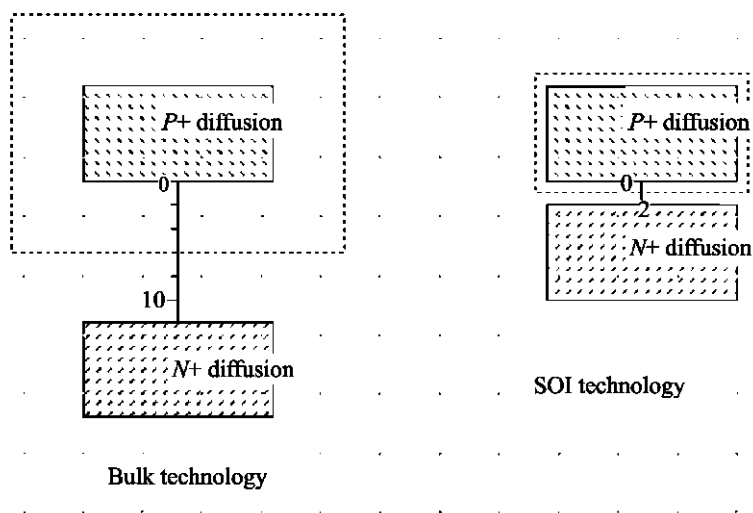 P+ diffusion
0
10
N+ diffusion
Bulk technology
P+ diffusion
0
2
N+ diffusion
SOI technology